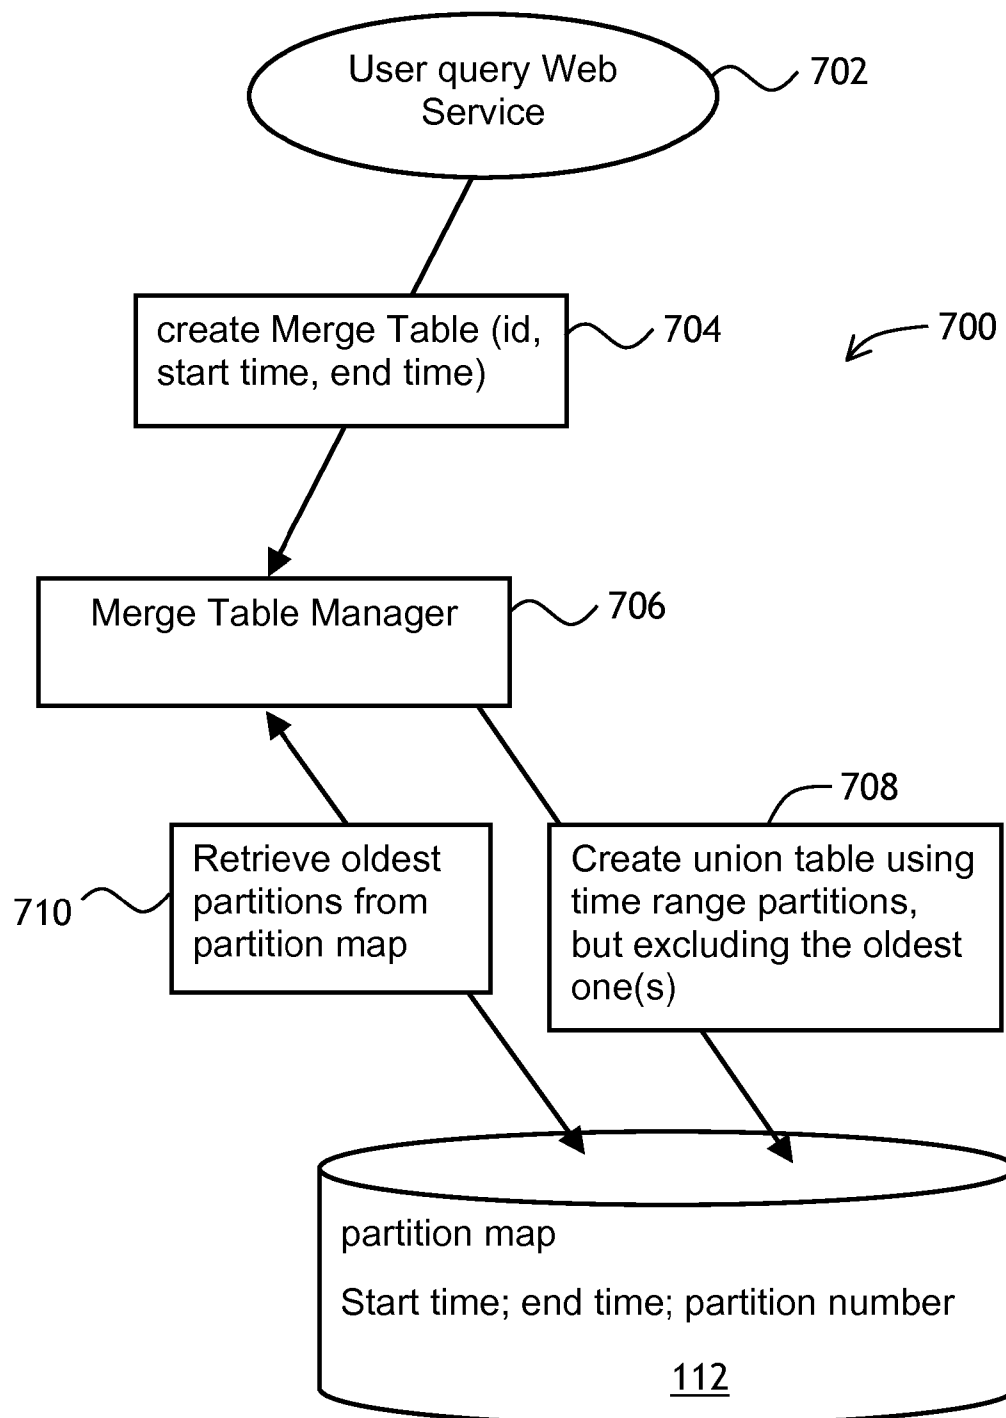 User query Web
Service
702
create Merge Table (id,
start time, end time)
704
700
Merge Table Manager
706
708
Retrieve oldest
partitions from
partition map
710
Create union table using
time range partitions,
but excluding the oldest
one(s)
partition map
Start time; end time; partition number
112